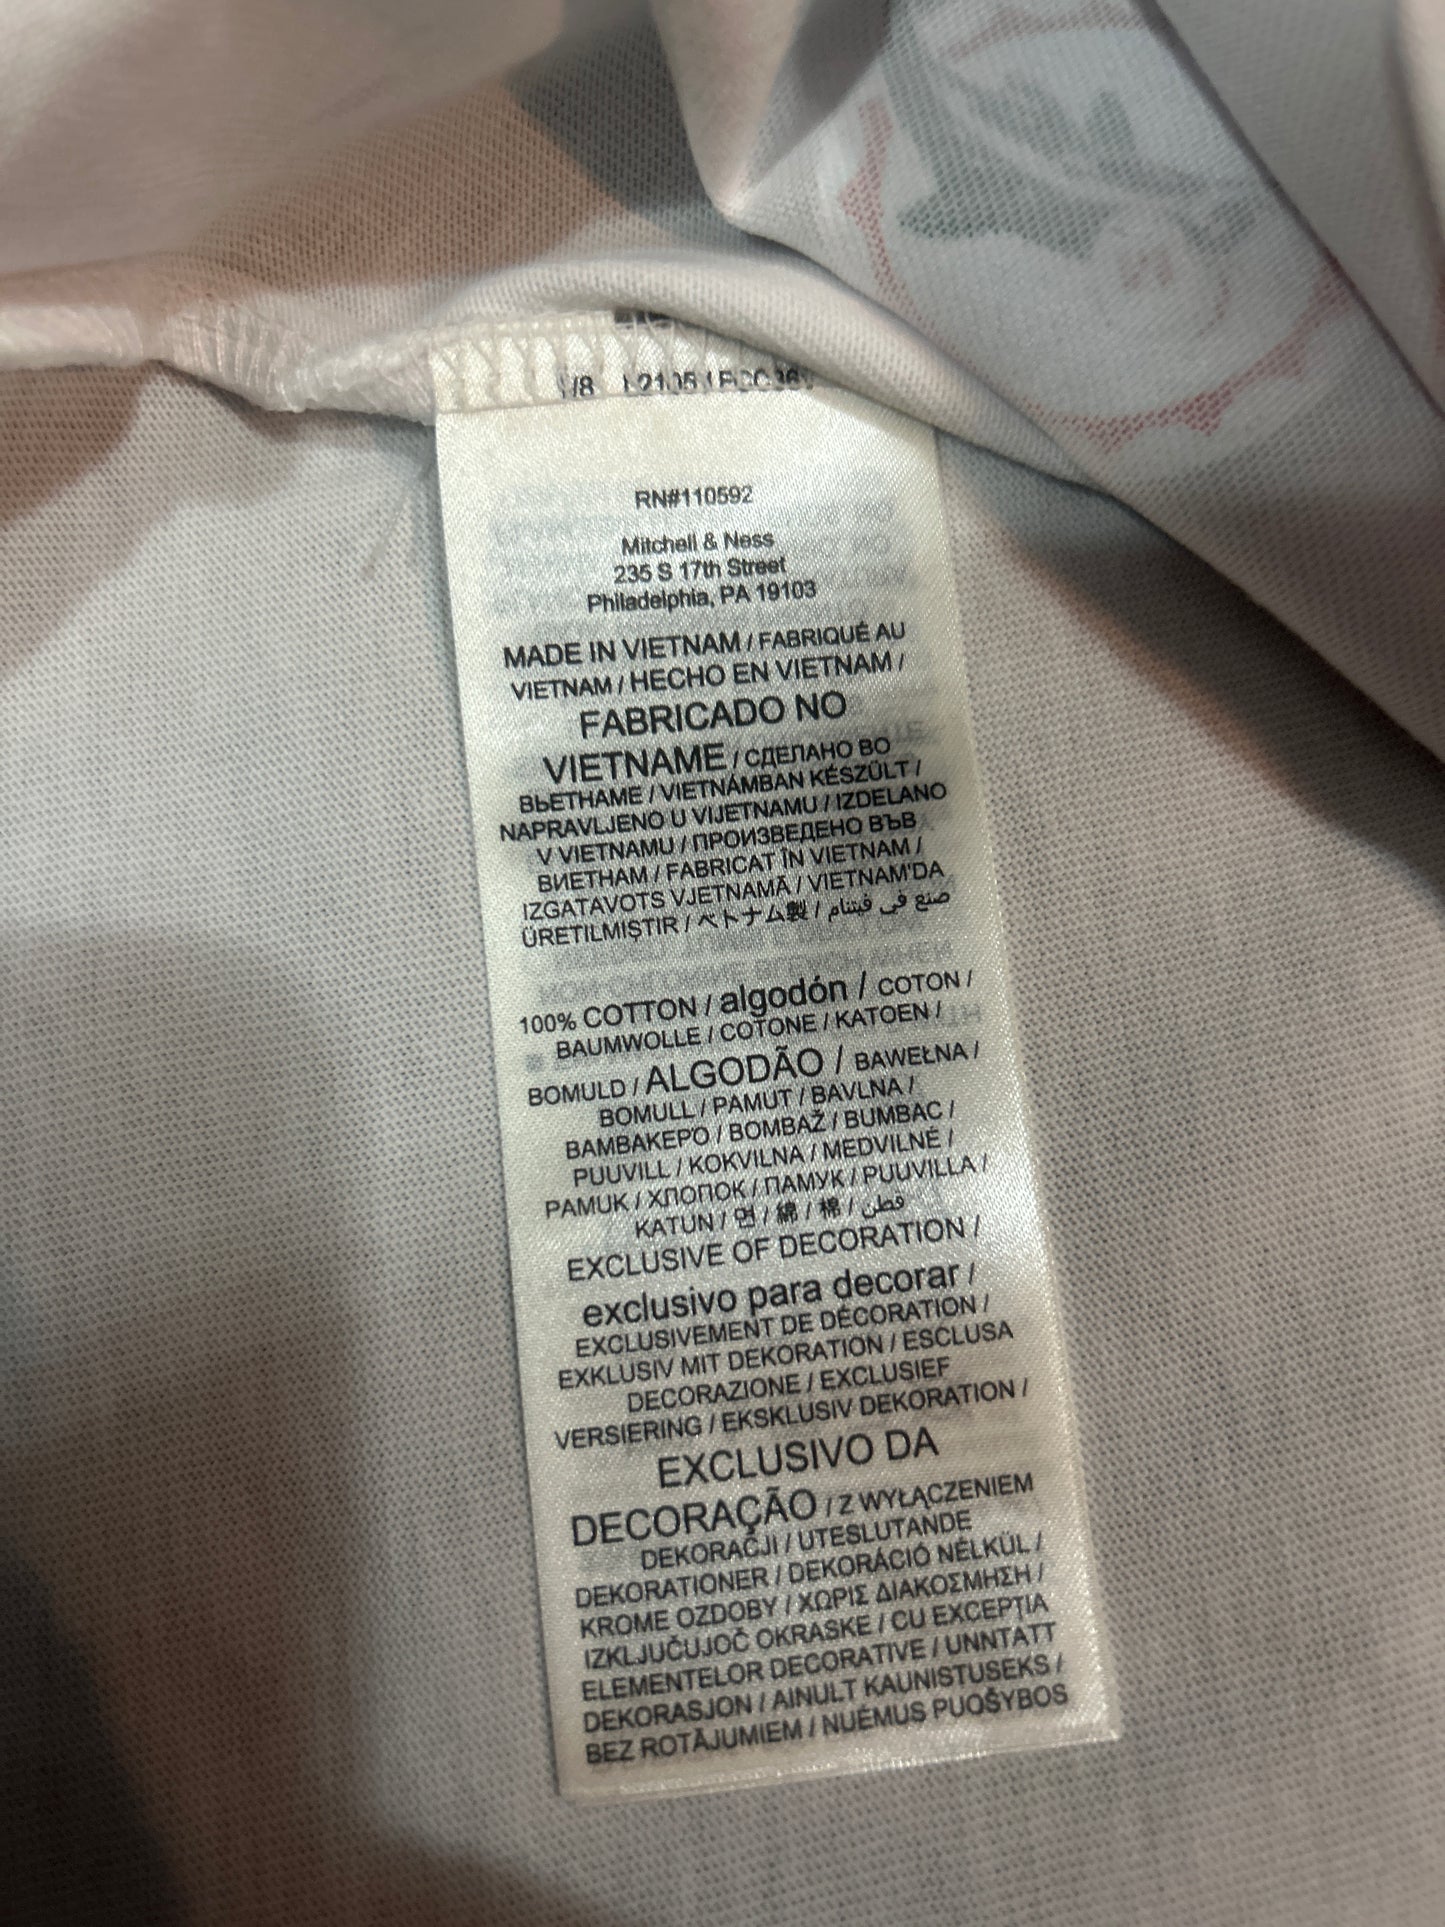 RN#110592
Mitchell & Ness
235 S 17th Street
Philadelphia, PA 19103
MADE IN VIETNAM / FABRIQUÉ AU
VIETNAM / HECHO EN VIETNAM /
FABRICADO NO
VIETNAME / СДЕЛАНО ВО
ВЬЕТНАМЕ / VIETNÁMBAN KÉSZÜLT /
NAPRAVLJENO U VIJETNAMU / IZDELANO
V VIETNAMU / ПРОИЗВЕДЕНО ВЪВ
ВИЕТНАМ / FABRICAT ÎN VIETNAM /
IZGATAVOTS VJETNAMĀ / VIETNAM'DA
ÜRETILMIŞTIR / ベトナム製 / صنع في فيتنام
100% COTTON / algodón / COTON /
BAUMWOLLE / COTONE / KATOEN /
BOMULD / ALGODÃO / BAWEŁNA /
BOMULL / PAMUT / BAVLNA /
ΒΑΜΒΑΚΕΡΌ / BOMBAŽ / BUMBAC /
PUUVILL / KOKVILNA / MEDVILNĖ /
PAMUK / ХЛОПОК / ПАМУК / PUUVILLA /
KATUN / 면 / 綿 / 棉 / قطن
EXCLUSIVE OF DECORATION /
exclusivo para decorar /
EXCLUSIVEMENT DE DÉCORATION /
EXKLUSIV MIT DEKORATION / ESCLUSA
DECORAZIONE / EXCLUSIEF
VERSIERING / EKSKLUSIV DEKORATION /
EXCLUSIVO DA
DECORAÇÃO / Z WYŁĄCZENIEM
DEKORACJI / UTESLUTANDE
DEKORATIONER / DEKORÁCIÓ NÉLKÜL /
KROME OZDOBY / ΧΩΡΙΣ ΔΙΑΚΟΣΜΗΣΗ /
IZKLJUČUJOČ OKRASKE / CU EXCEPȚIA
ELEMENTELOR DECORATIVE / UNNTATT
DEKORASJON / AINULT KAUNISTUSEKS /
BEZ ROTĀJUMIEM / NUĖMUS PUOŠYBOS